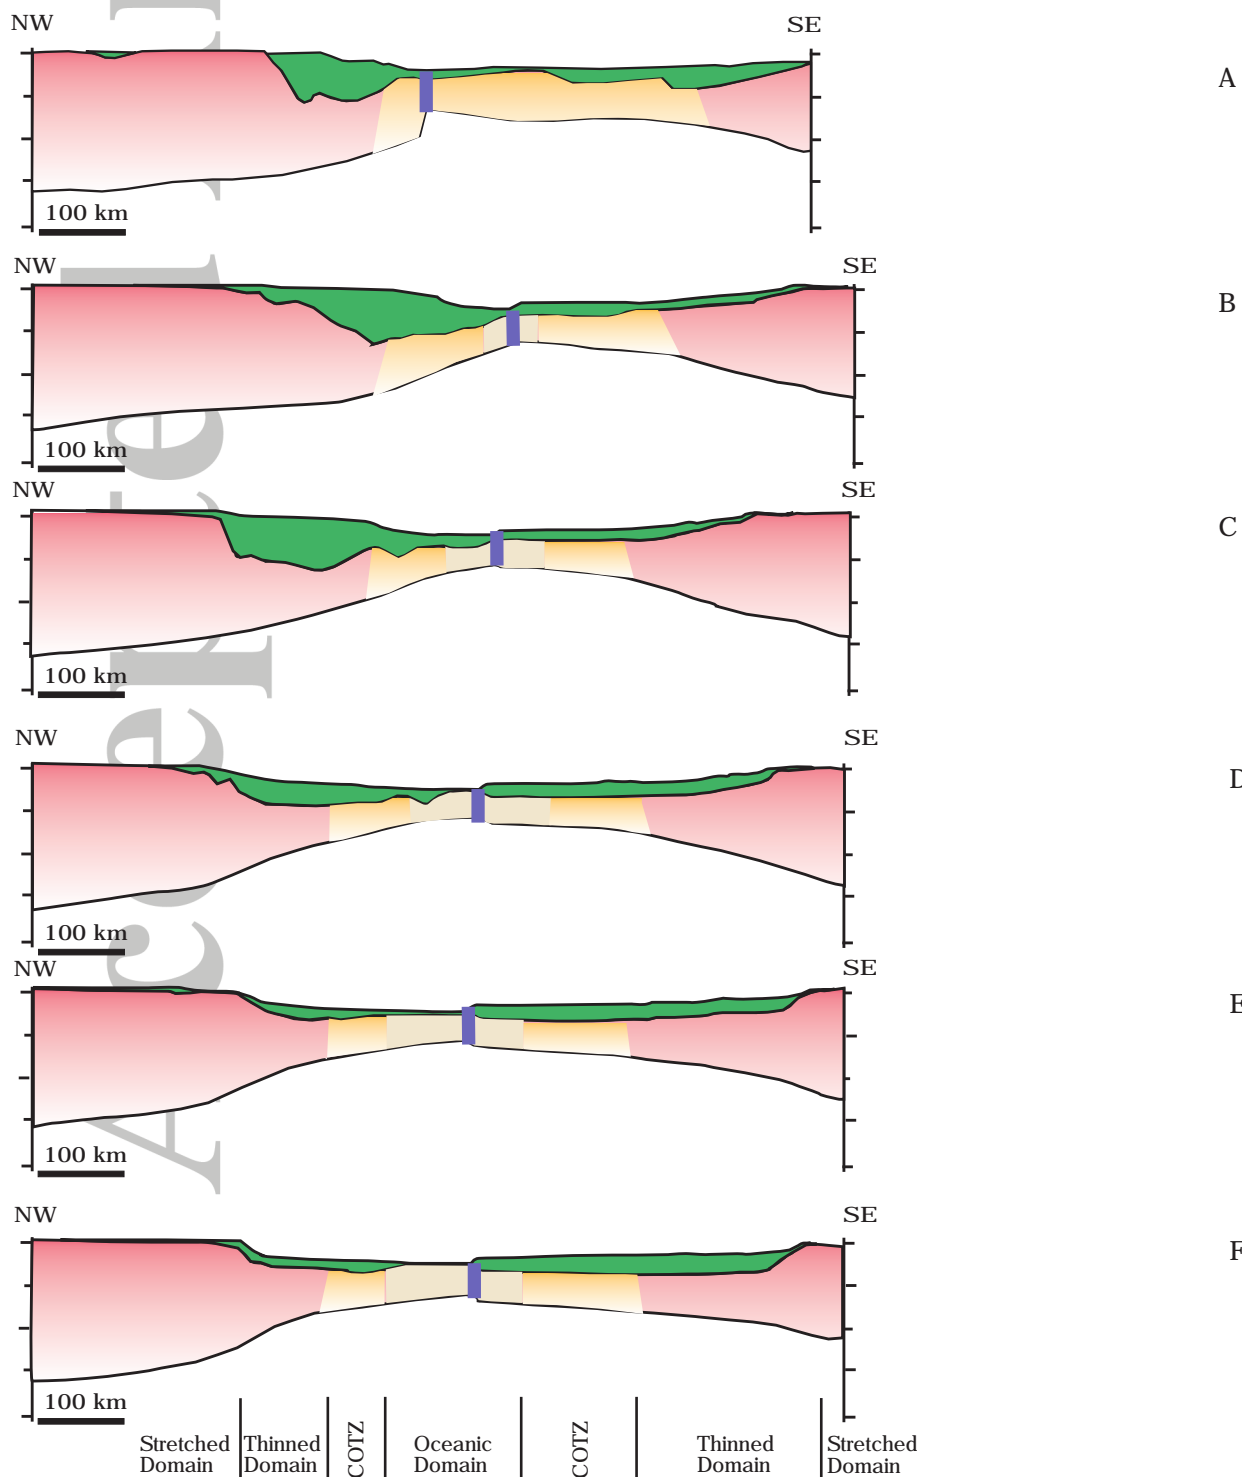 NW SE
A
100 km
NW SE
B
100 km
NW SE
C
100 km
NW SE
D
100 km
NW SE
E
100 km
NW SE
F
100 km
Stretched Domain
Thinned Domain
COTZ
Oceanic Domain
COTZ
Thinned Domain
Stretched Domain
Accepted